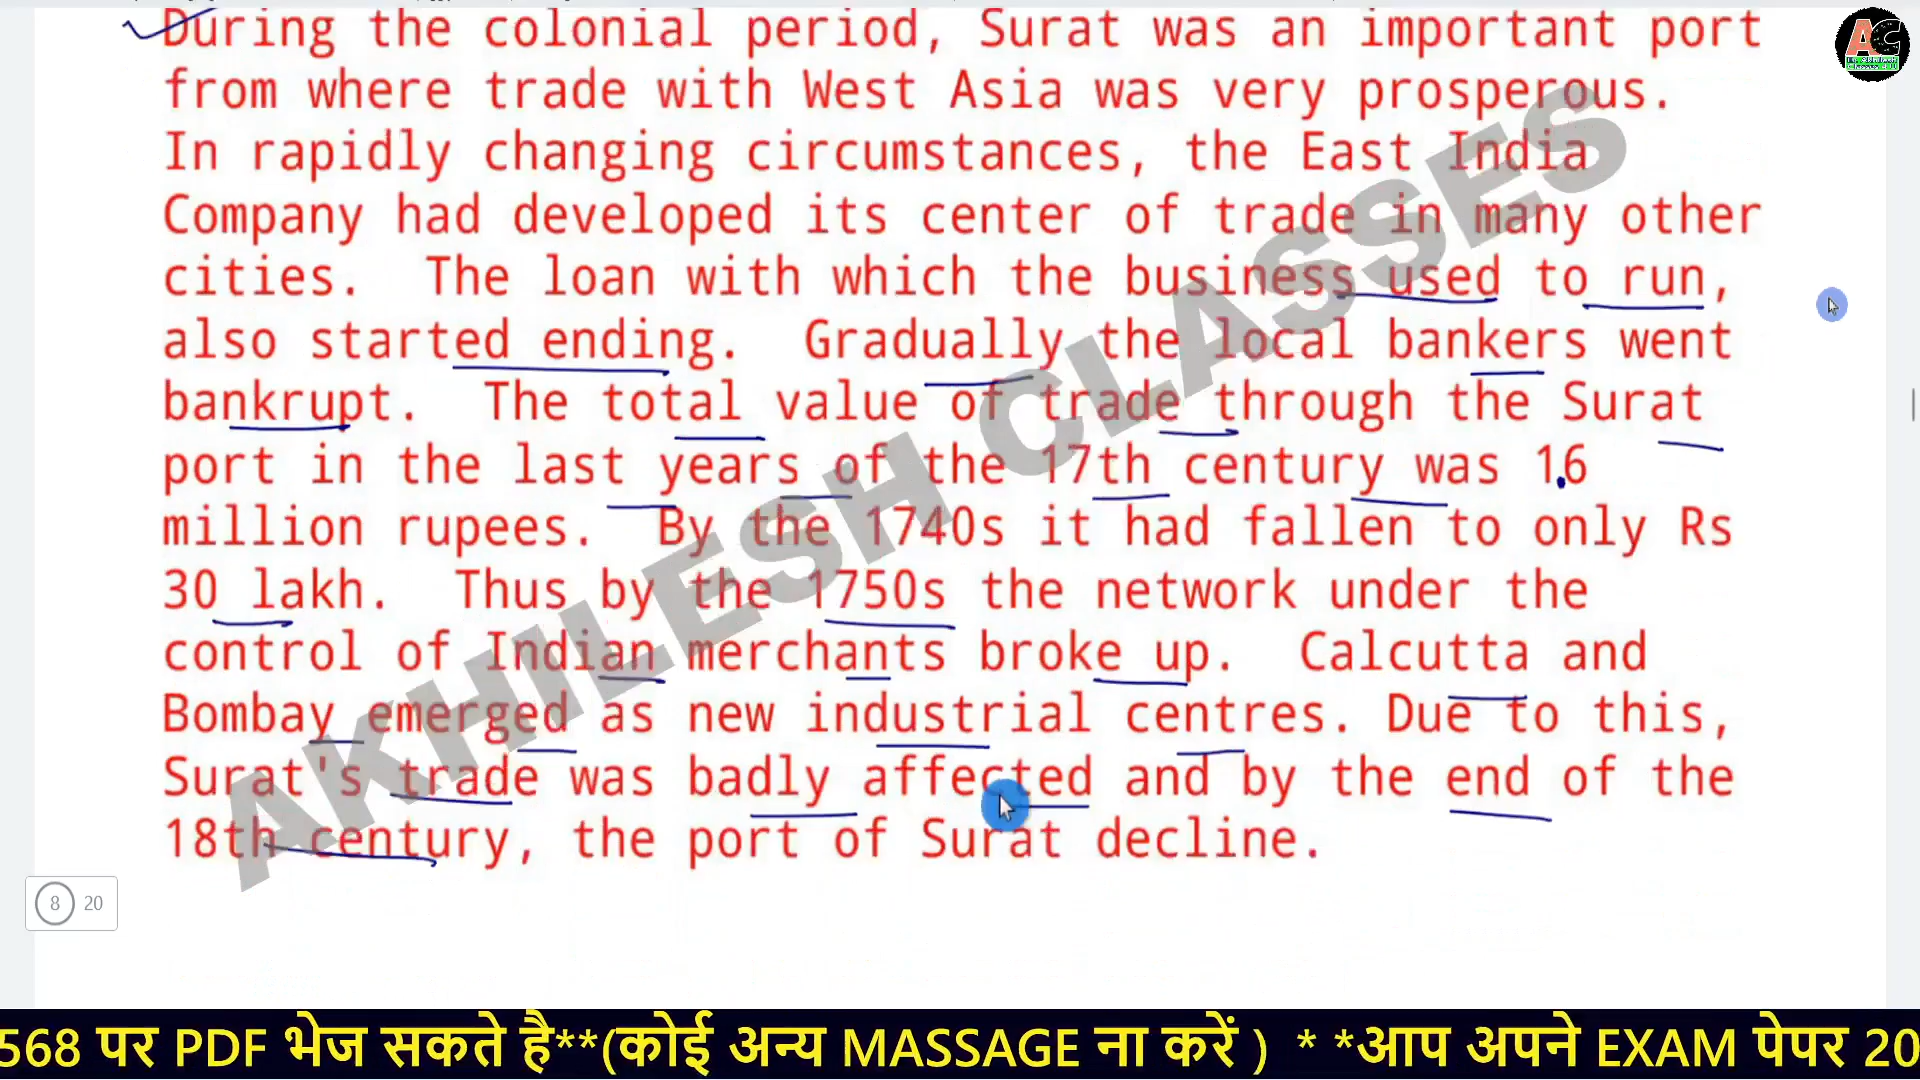 During the colonial period, Surat was an important port
from where trade with West Asia was very prosperous.
In rapidly changing circumstances, the East India
Company had developed its center of trade in many other
cities. The loan with which the business used to run,
also started ending. Gradually the local bankers went
bankrupt. The total value of trade through the Surat
port in the last years of the 17th century was 1.6
million rupees. By the 1740s it had fallen to only Rs
30 lakh. Thus by the 1750s the network under the
control of Indian merchants broke up. Calcutta and
Bombay emerged as new industrial centres. Due to this,
Surat's trade was badly affected and by the end of the
18th century, the port of Surat decline.
AKHILESH CLASSES
AC
8 20
568 पर PDF भेज सकते है**(कोई अन्य MASSAGE ना करें ) * *आप अपने EXAM पेपर 20